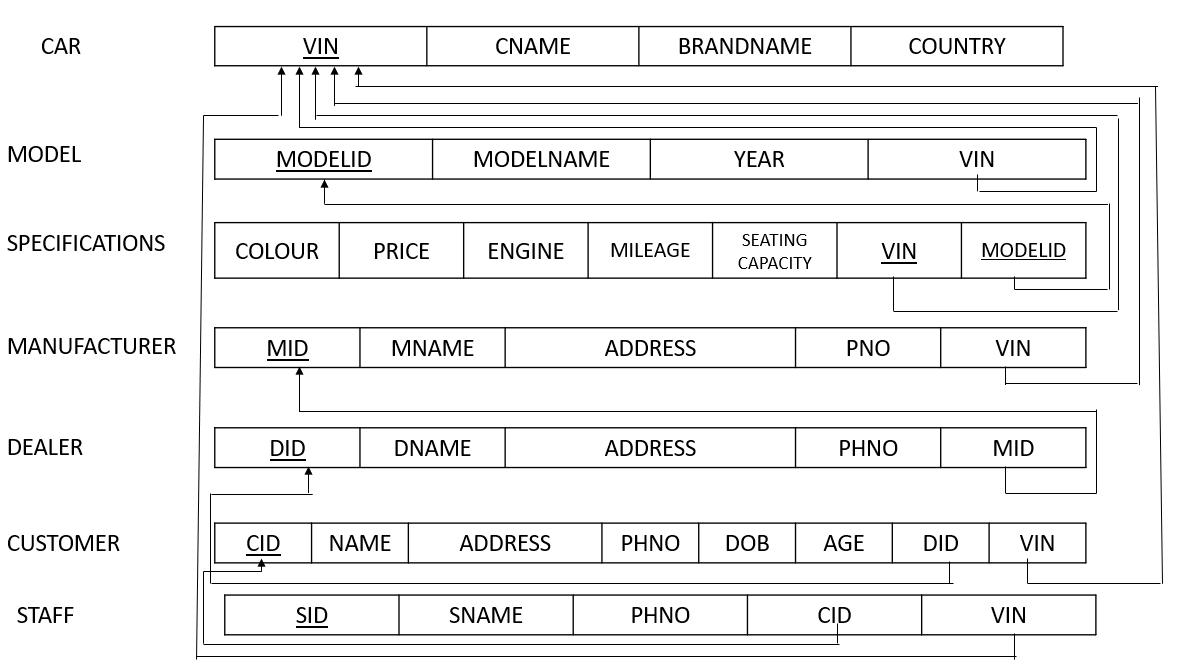 CAR VIN CNAME BRANDNAME COUNTRY
MODEL MODELID MODELNAME YEAR VIN
SPECIFICATIONS COLOUR PRICE ENGINE MILEAGE SEATING CAPACITY VIN MODELID
MANUFACTURER MID MNAME ADDRESS PNO VIN
DEALER DID DNAME ADDRESS PHNO MID
CUSTOMER CID NAME ADDRESS PHNO DOB AGE DID VIN
STAFF SID SNAME PHNO CID VIN